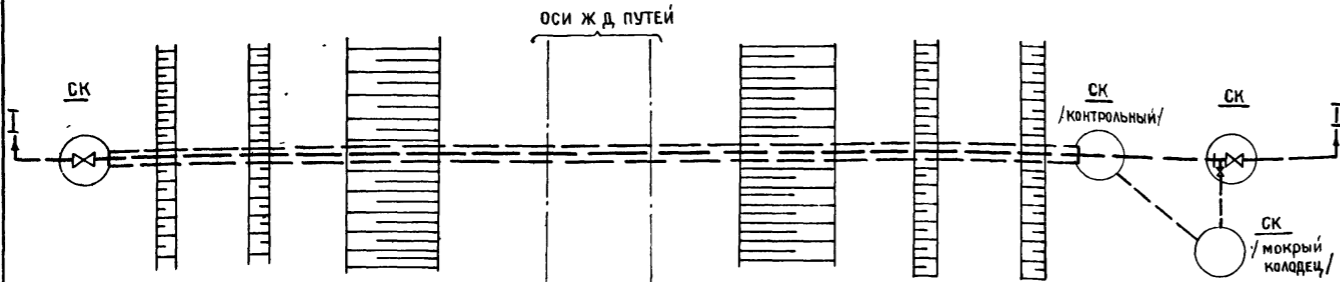 ОСИ Ж Д ПУТЕЙ
СК
СК
/КОНТРОЛЬНЫЙ/
СК
I
I
СК
/МОКРЫЙ
КОЛОДЕЦ/